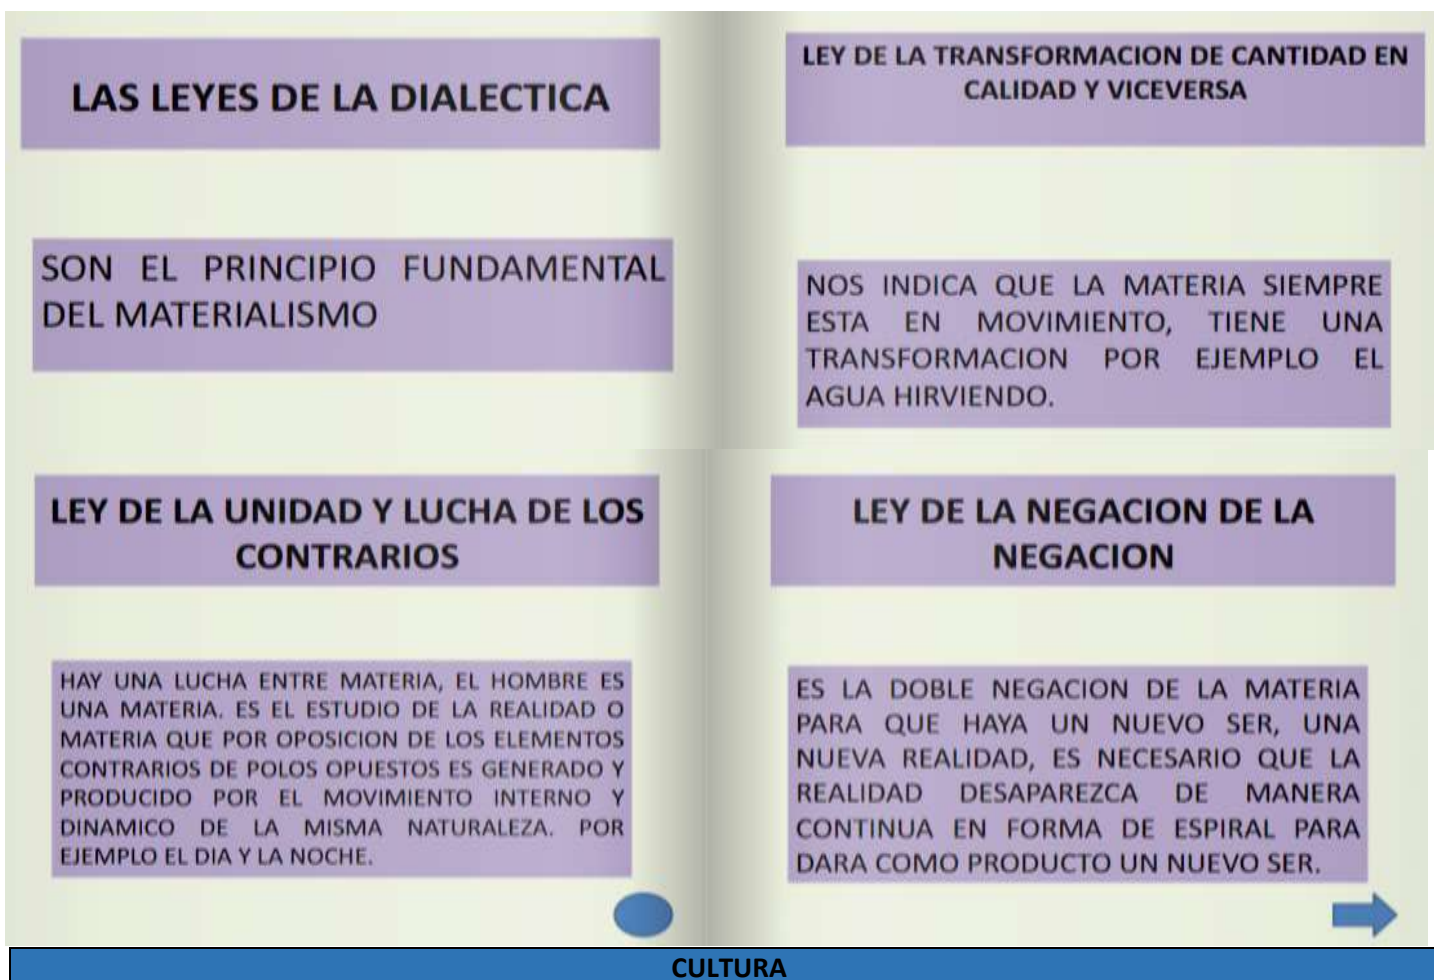 LAS LEYES DE LA DIALECTICA
SON EL PRINCIPIO FUNDAMENTAL
DEL MATERIALISMO
LEY DE LA TRANSFORMACION DE CANTIDAD EN
CALIDAD Y VICEVERSA
NOS INDICA QUE LA MATERIA SIEMPRE
ESTA EN MOVIMIENTO, TIENE UNA
TRANSFORMACION POR EJEMPLO EL
AGUA HIRVIENDO.
LEY DE LA UNIDAD Y LUCHA DE LOS
CONTRARIOS
HAY UNA LUCHA ENTRE MATERIA, EL HOMBRE ES
UNA MATERIA. ES EL ESTUDIO DE LA REALIDAD O
MATERIA QUE POR OPOSICION DE LOS ELEMENTOS
CONTRARIOS DE POLOS OPUESTOS ES GENERADO Y
PRODUCIDO POR EL MOVIMIENTO INTERNO Y
DINAMICO DE LA MISMA NATURALEZA. POR
EJEMPLO EL DIA Y LA NOCHE.
LEY DE LA NEGACION DE LA
NEGACION
ES LA DOBLE NEGACION DE LA MATERIA
PARA QUE HAYA UN NUEVO SER, UNA
NUEVA REALIDAD, ES NECESARIO QUE LA
REALIDAD DESAPAREZCA DE MANERA
CONTINUA EN FORMA DE ESPIRAL PARA
DARA COMO PRODUCTO UN NUEVO SER.
CULTURA